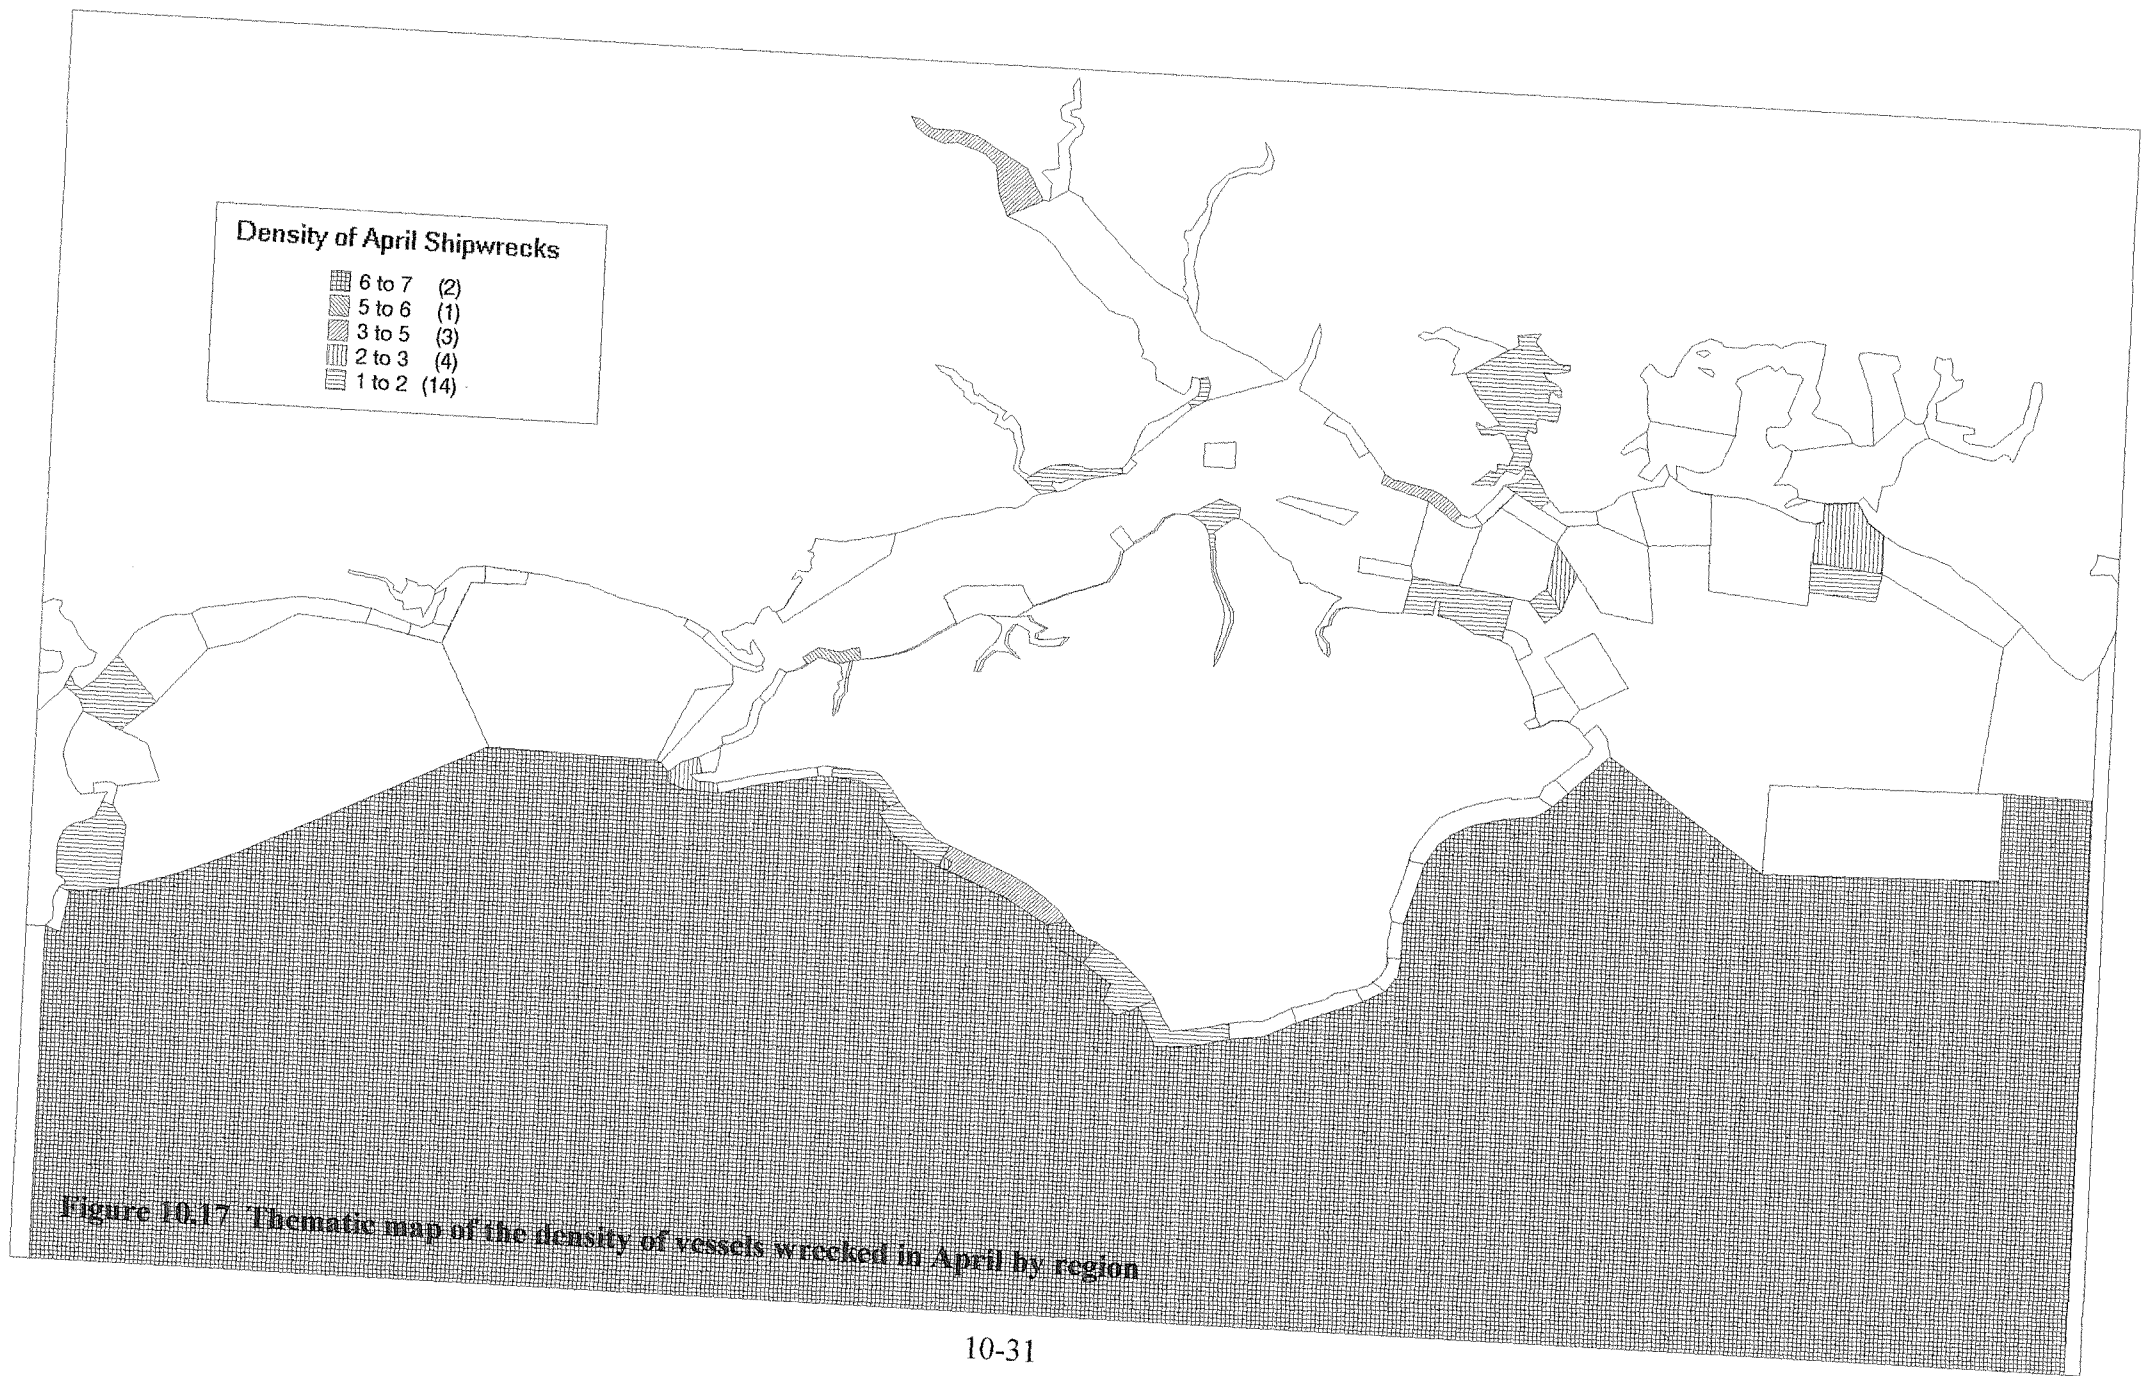 Density of April Shipwrecks
6 to 7 (2)
5 to 6 (1)
3 to 5 (3)
2 to 3 (4)
1 to 2 (14)
Figure 10.17 Thematic map of the density of vessels wrecked in April by region
10-31